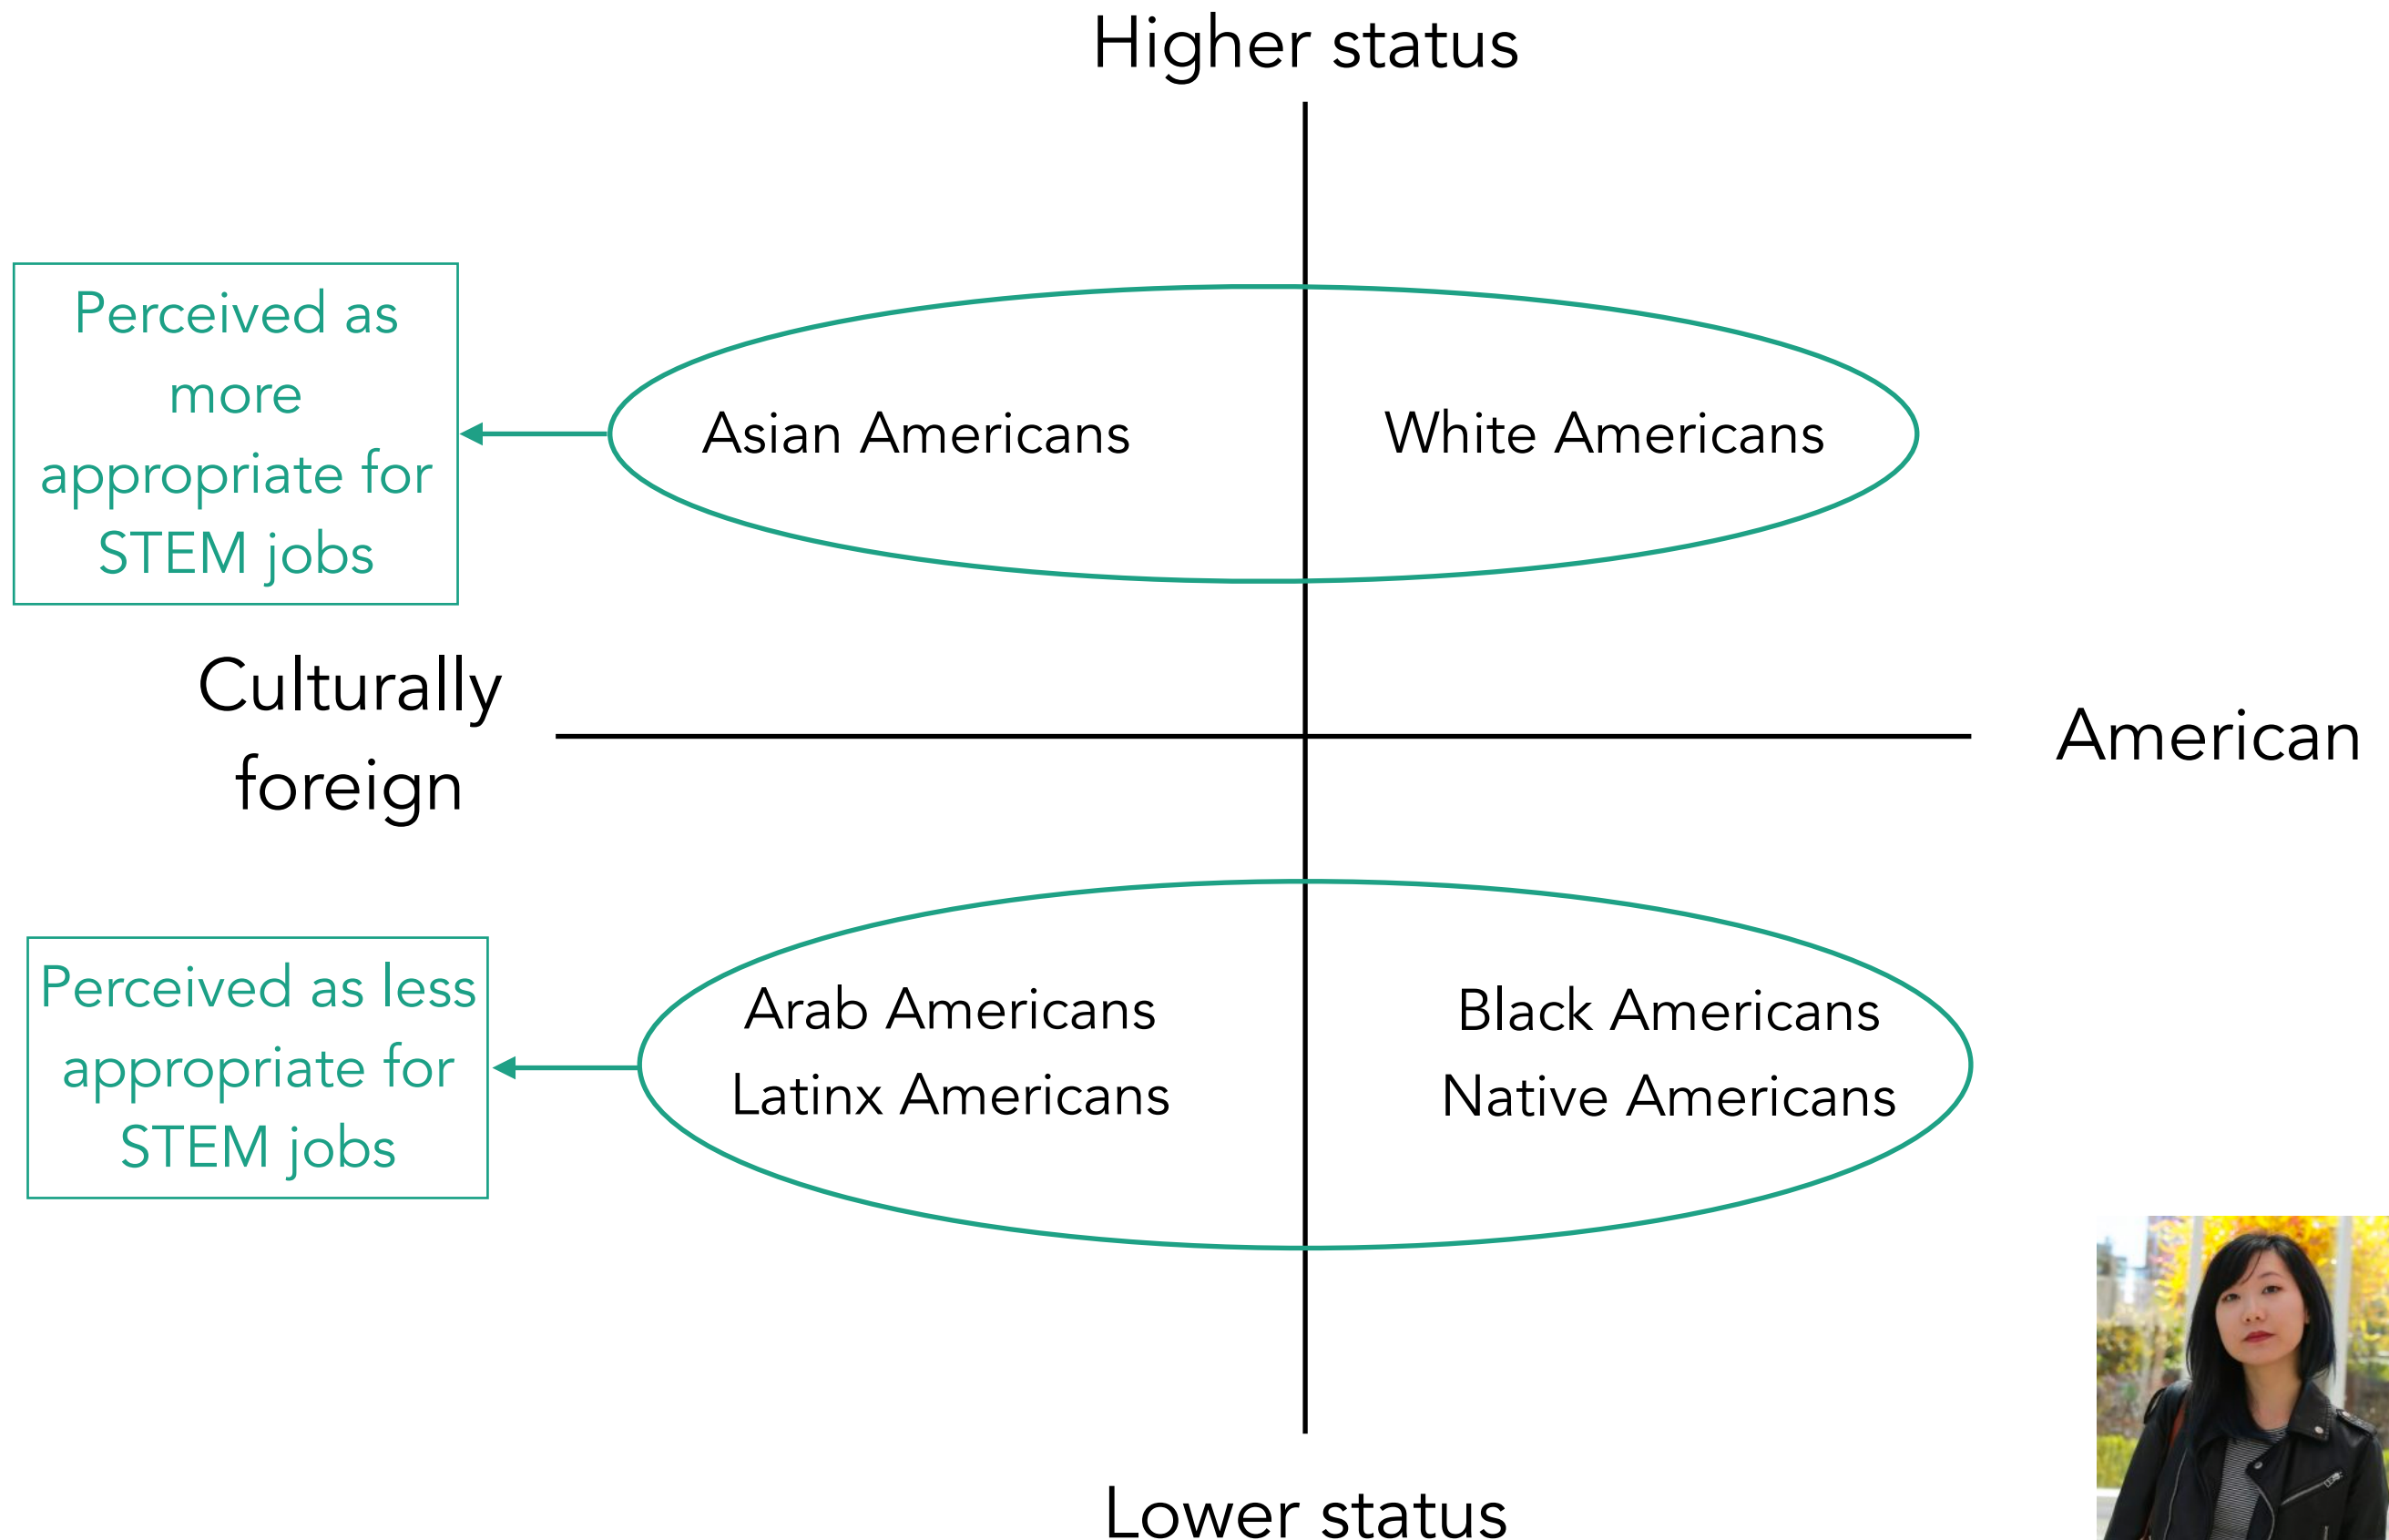 Higher status
Perceived as
more
appropriate for
STEM jobs
Asian Americans
White Americans
Culturally
foreign
American
Perceived as less
appropriate for
STEM jobs
Arab Americans
Latinx Americans
Black Americans
Native Americans
Lower status